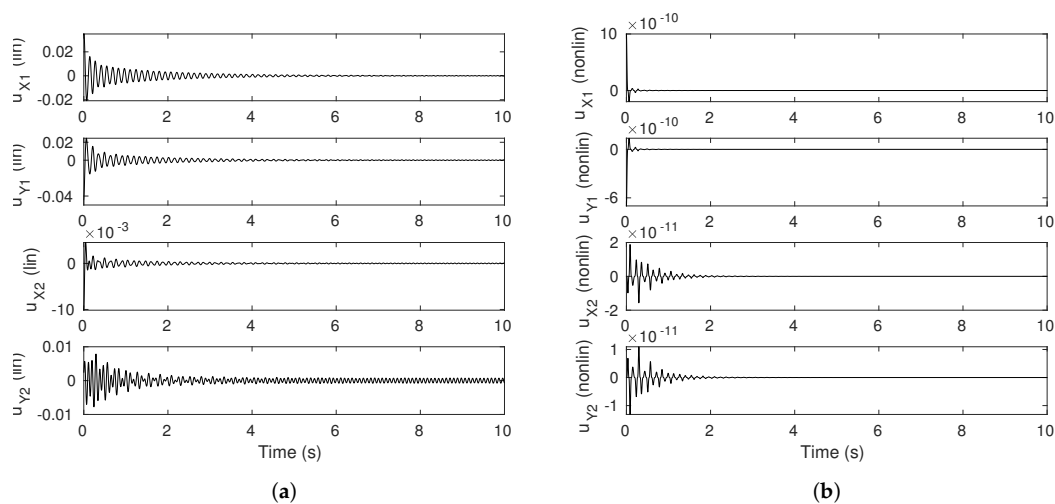 0.02
0
-0.02
u_X1 (lin)
0 2 4 6 8 10
0.02
0
-0.04
u_Y1 (lin)
0 2 4 6 8 10
×10^-3
0
-10
u_X2 (lin)
0 2 4 6 8 10
0.01
0
-0.01
u_Y2 (lin)
0 2 4 6 8 10
Time (s)
(a)
×10^-10
10
0
u_X1 (nonlin)
0 2 4 6 8 10
×10^-10
0
-6
u_Y1 (nonlin)
0 2 4 6 8 10
×10^-11
2
0
-2
u_X2 (nonlin)
0 2 4 6 8 10
×10^-11
1
0
-1
u_Y2 (nonlin)
0 2 4 6 8 10
Time (s)
(b)